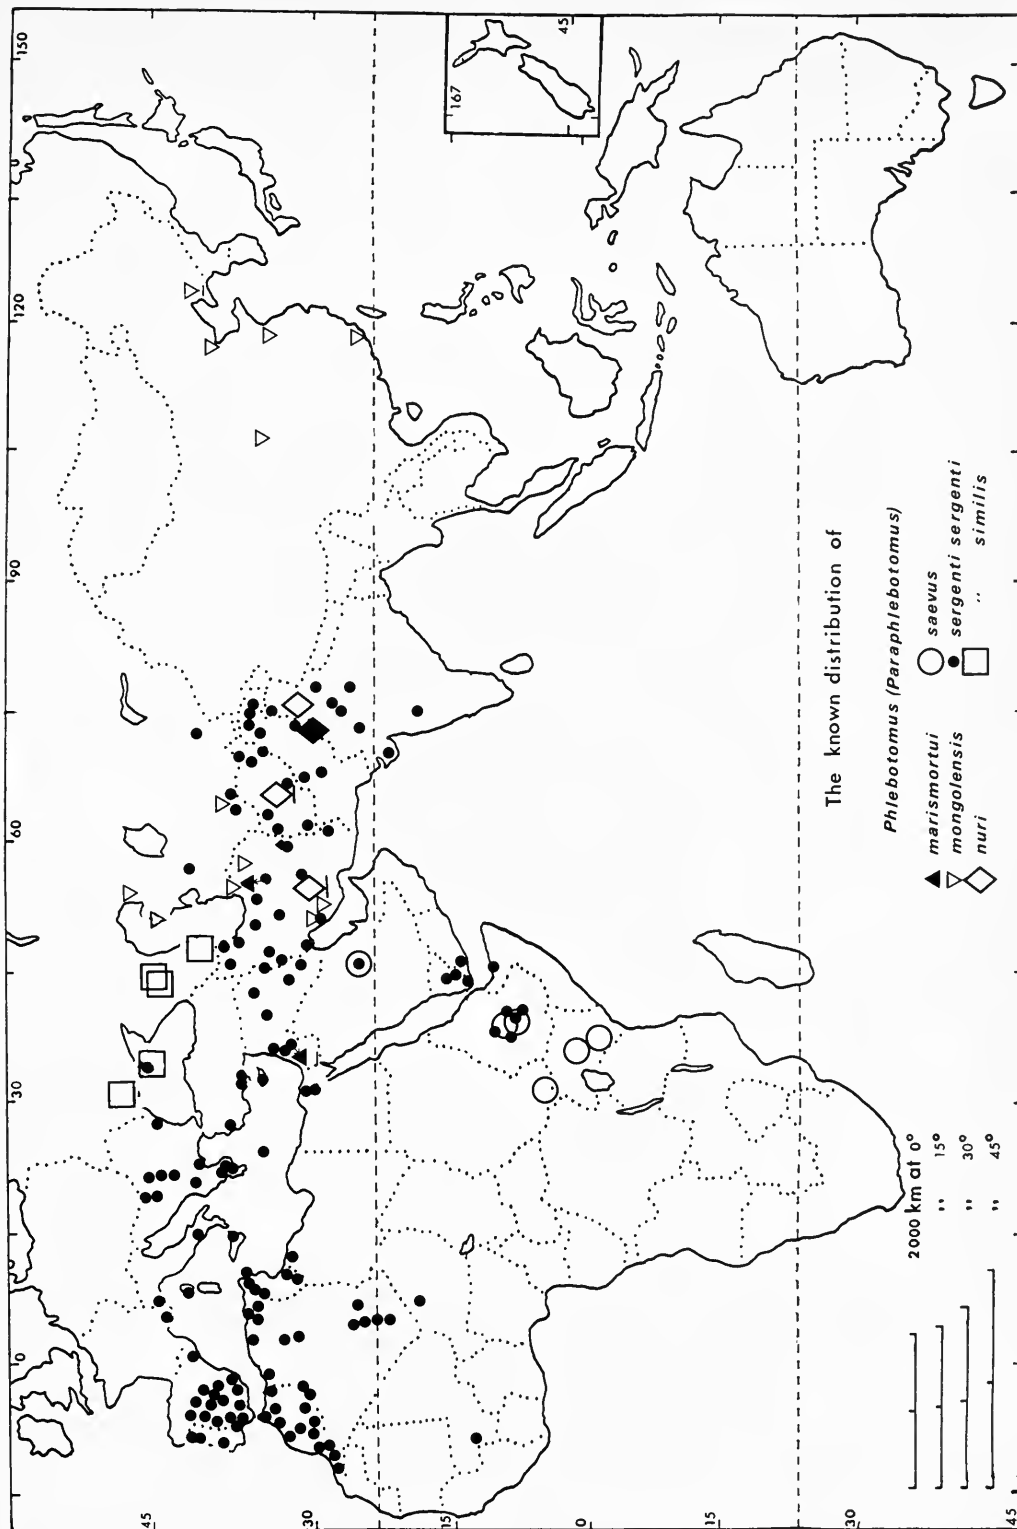 The known distribution of
Phlebotomus (Paraphlebotomus)
marismortui
mongolensis
nuri
saevus
sergenti sergenti
,, similis
2000 km at 0°
,, 15°
,, 30°
,, 45°
0
30
60
90
120
150
45
30
15
0
15
30
45
167
45